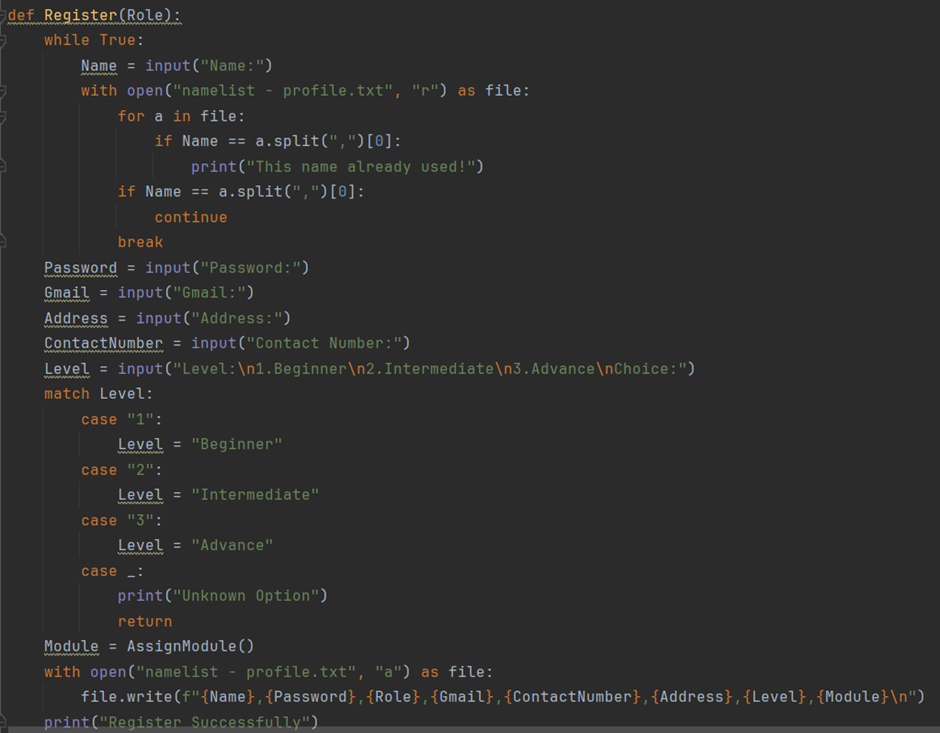 def Register(Role):
    while True:
        Name = input("Name:")
        with open("namelist - profile.txt", "r") as file:
            for a in file:
                if Name == a.split(",")[0]:
                    print("This name already used!")
            if Name == a.split(",")[0]:
                continue
            break
    Password = input("Password:")
    Gmail = input("Gmail:")
    Address = input("Address:")
    ContactNumber = input("Contact Number:")
    Level = input("Level:\n1.Beginner\n2.Intermediate\n3.Advance\nChoice:")
    match Level:
        case "1":
            Level = "Beginner"
        case "2":
            Level = "Intermediate"
        case "3":
            Level = "Advance"
        case _:
            print("Unknown Option")
            return
    Module = AssignModule()
    with open("namelist - profile.txt", "a") as file:
        file.write(f"{Name},{Password},{Role},{Gmail},{ContactNumber},{Address},{Level},{Module}\n")
    print("Register Successfully")